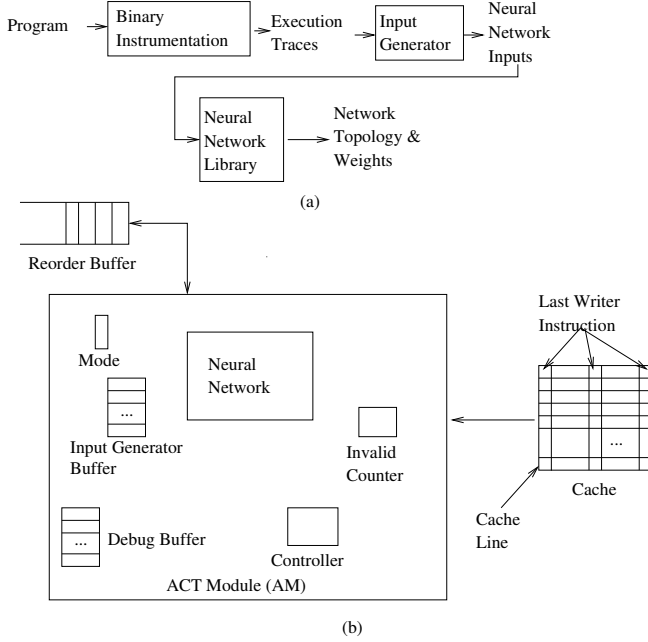 Program
Binary
Instrumentation
Execution
Traces
Input
Generator
Neural
Network
Inputs
Neural
Network
Library
Network
Topology &
Weights
(a)
Reorder Buffer
Last Writer
Instruction
Mode
Neural
Network
...
Input Generator
Buffer
Invalid
Counter
...
Cache
Cache
Line
...
Debug Buffer
Controller
ACT Module (AM)
(b)